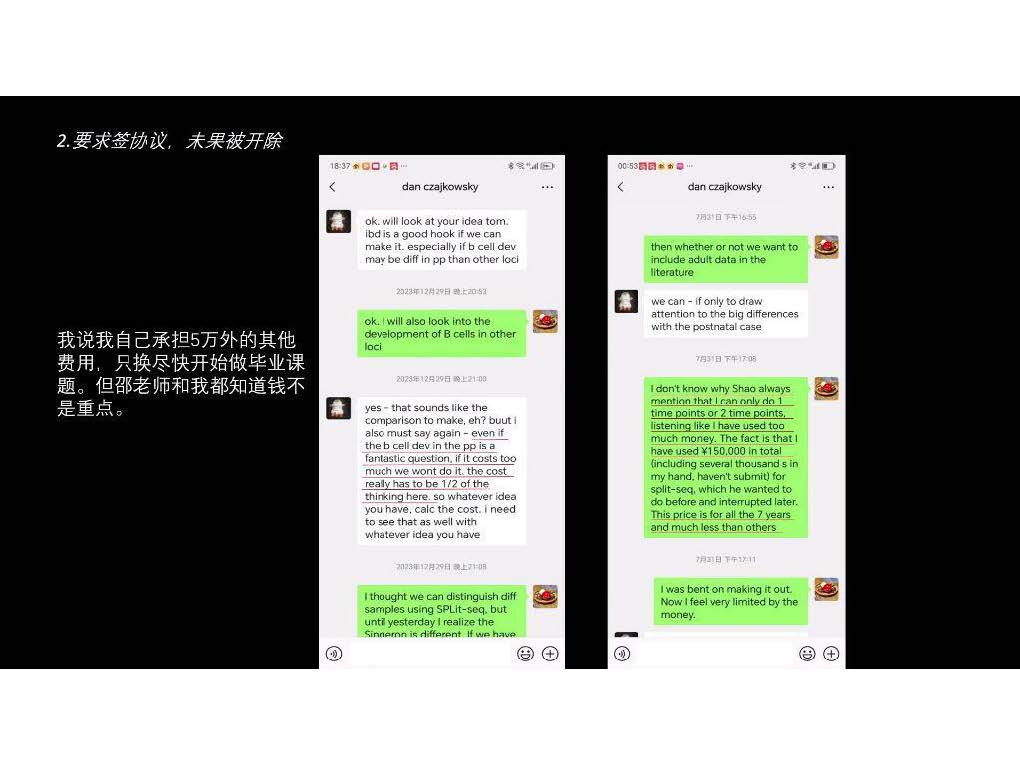 2.要求签协议，未果被开除
我说我自己承担5万外的其他
费用，只换尽快开始做毕业课
题。但邵老师和我都知道钱不
是重点。
18:37
dan czajkowsky
ok. will look at your idea tom.
ibd is a good hook if we can
make it. especially if b cell dev
may be diff in pp than other loci
2023年12月29日 晚上20:53
ok. I will also look into the
development of B cells in other
loci
2023年12月29日 晚上21:00
yes - that sounds like the
comparison to make, eh? buut i
also must say again - even if
the b cell dev in the pp is a
fantastic question, if it costs too
much we wont do it. the cost
really has to be 1/2 of the
thinking here. so whatever idea
you have, calc the cost. i need
to see that as well with
whatever idea you have
2023年12月29日 晚上21:08
I thought we can distinguish diff
samples using SPLit-seq, but
until yesterday I realize the
Singeron is different. If we have
00:53
dan czajkowsky
7月31日 下午16:55
then whether or not we want to
include adult data in the
literature
we can - if only to draw
attention to the big differences
with the postnatal case
7月31日 下午17:08
I don't know why Shao always
mention that I can only do 1
time points or 2 time points,
listening like I have used too
much money. The fact is that I
have used ¥150,000 in total
(including several thousand s in
my hand, haven't submit) for
split-seq, which he wanted to
do before and interrupted later.
This price is for all the 7 years
and much less than others
7月31日 下午17:11
I was bent on making it out.
Now I feel very limited by the
money.